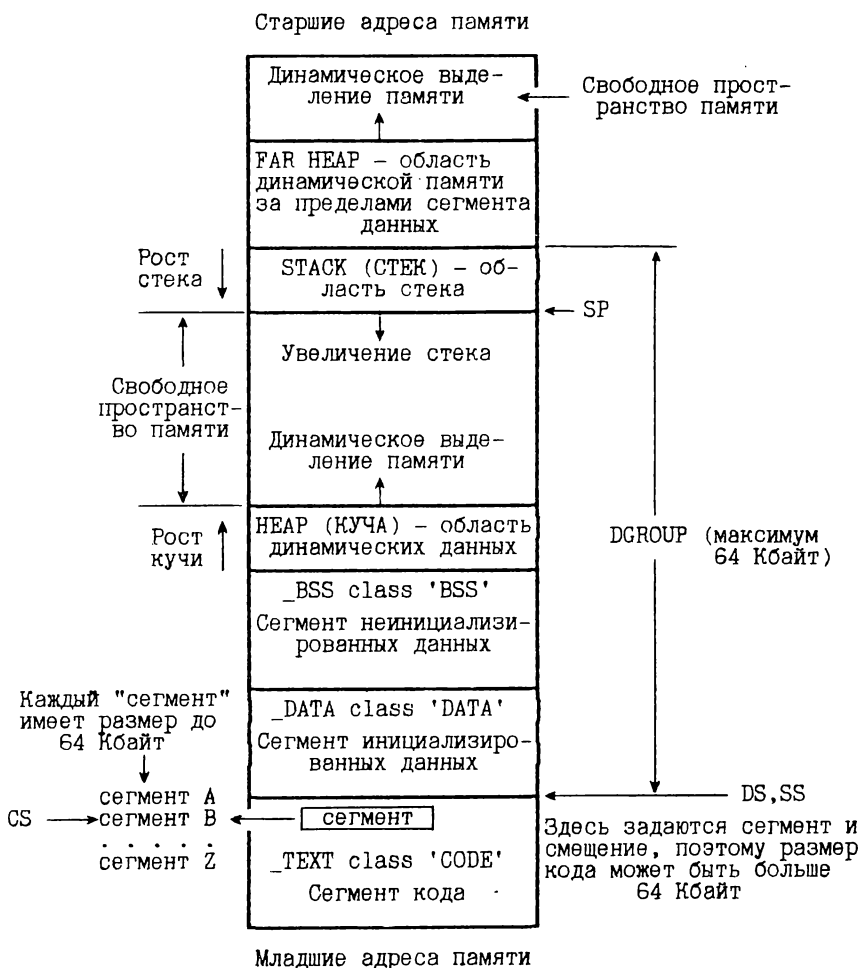 Старшие адреса памяти
Динамическое выде-
ление памяти
Свободное прост-
ранство памяти
FAR HEAP – область
динамической памяти
за пределами сегмента
данных
Рост
стека
STACK (СТЕК) – об-
ласть стека
SP
Увеличение стека
Свободное
пространст-
во памяти
Динамическое выде-
ление памяти
Рост
кучи
HEAP (КУЧА) – область
динамических данных
DGROUP (максимум
64 Кбайт)
_BSS class 'BSS'
Сегмент неинициализи-
рованных данных
Каждый "сегмент"
имеет размер до
64 Кбайт
_DATA class 'DATA'
Сегмент инициализиро-
ванных данных
DS,SS
сегмент A
CS
сегмент B
сегмент
. . . . .
сегмент Z
_TEXT class 'CODE'
Сегмент кода
Здесь задаются сегмент и
смещение, поэтому размер
кода может быть больше
64 Кбайт
Младшие адреса памяти